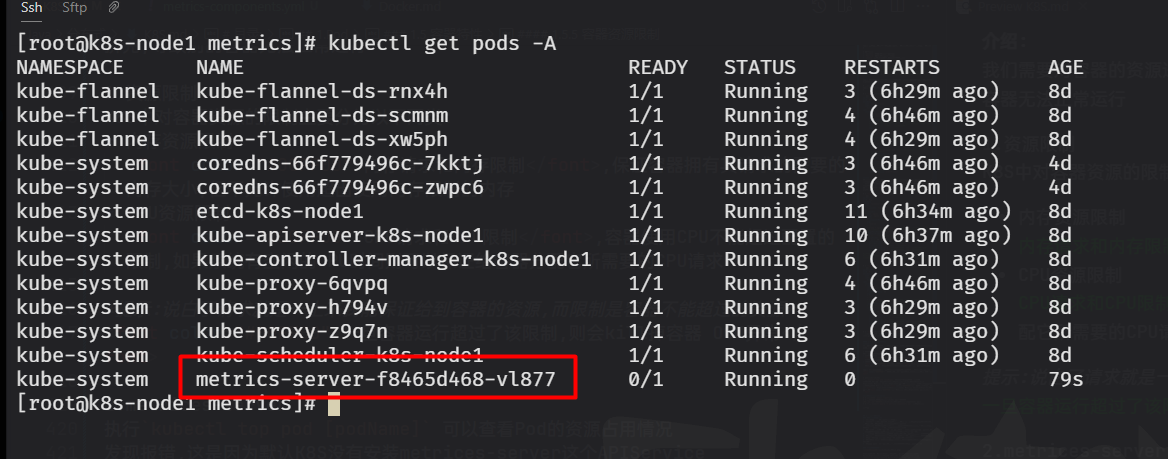 Ssh Sftp
[root@k8s-node1 metrics]# kubectl get pods -A
NAMESPACE NAME READY STATUS RESTARTS AGE
kube-flannel kube-flannel-ds-rnx4h 1/1 Running 3 (6h29m ago) 8d
kube-flannel kube-flannel-ds-scmnm 1/1 Running 4 (6h46m ago) 8d
kube-flannel kube-flannel-ds-xw5ph 1/1 Running 4 (6h29m ago) 8d
kube-system coredns-66f779496c-7kktj 1/1 Running 3 (6h46m ago) 4d
kube-system coredns-66f779496c-zwpc6 1/1 Running 3 (6h46m ago) 4d
kube-system etcd-k8s-node1 1/1 Running 11 (6h34m ago) 8d
kube-system kube-apiserver-k8s-node1 1/1 Running 10 (6h37m ago) 8d
kube-system kube-controller-manager-k8s-node1 1/1 Running 6 (6h31m ago) 8d
kube-system kube-proxy-6qvpq 1/1 Running 4 (6h46m ago) 8d
kube-system kube-proxy-h794v 1/1 Running 3 (6h29m ago) 8d
kube-system kube-proxy-z9q7n 1/1 Running 3 (6h29m ago) 8d
kube-system kube-scheduler-k8s-node1 1/1 Running 6 (6h31m ago) 8d
kube-system metrics-server-f8465d468-vl877 0/1 Running 0 79s
[root@k8s-node1 metrics]#